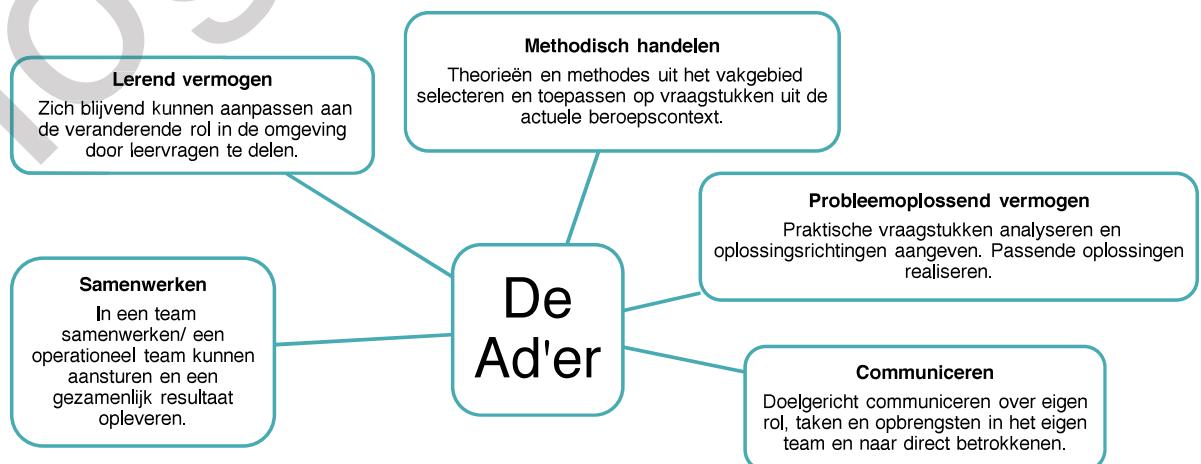 Methodisch handelen
Theorieën en methodes uit het vakgebied
selecteren en toepassen op vraagstukken uit de
actuele beroepscontext.
Lerend vermogen
Zich blijvend kunnen aanpassen aan
de veranderende rol in de omgeving
door leervragen te delen.
Probleemoplossend vermogen
Praktische vraagstukken analyseren en
oplossingsrichtingen aangeven. Passende oplossingen
realiseren.
De
Ad'er
Samenwerken
In een team
samenwerken/ een
operationeel team kunnen
aansturen en een
gezamenlijk resultaat
opleveren.
Communiceren
Doelgericht communiceren over eigen
rol, taken en opbrengsten in het eigen
team en naar direct betrokkenen.